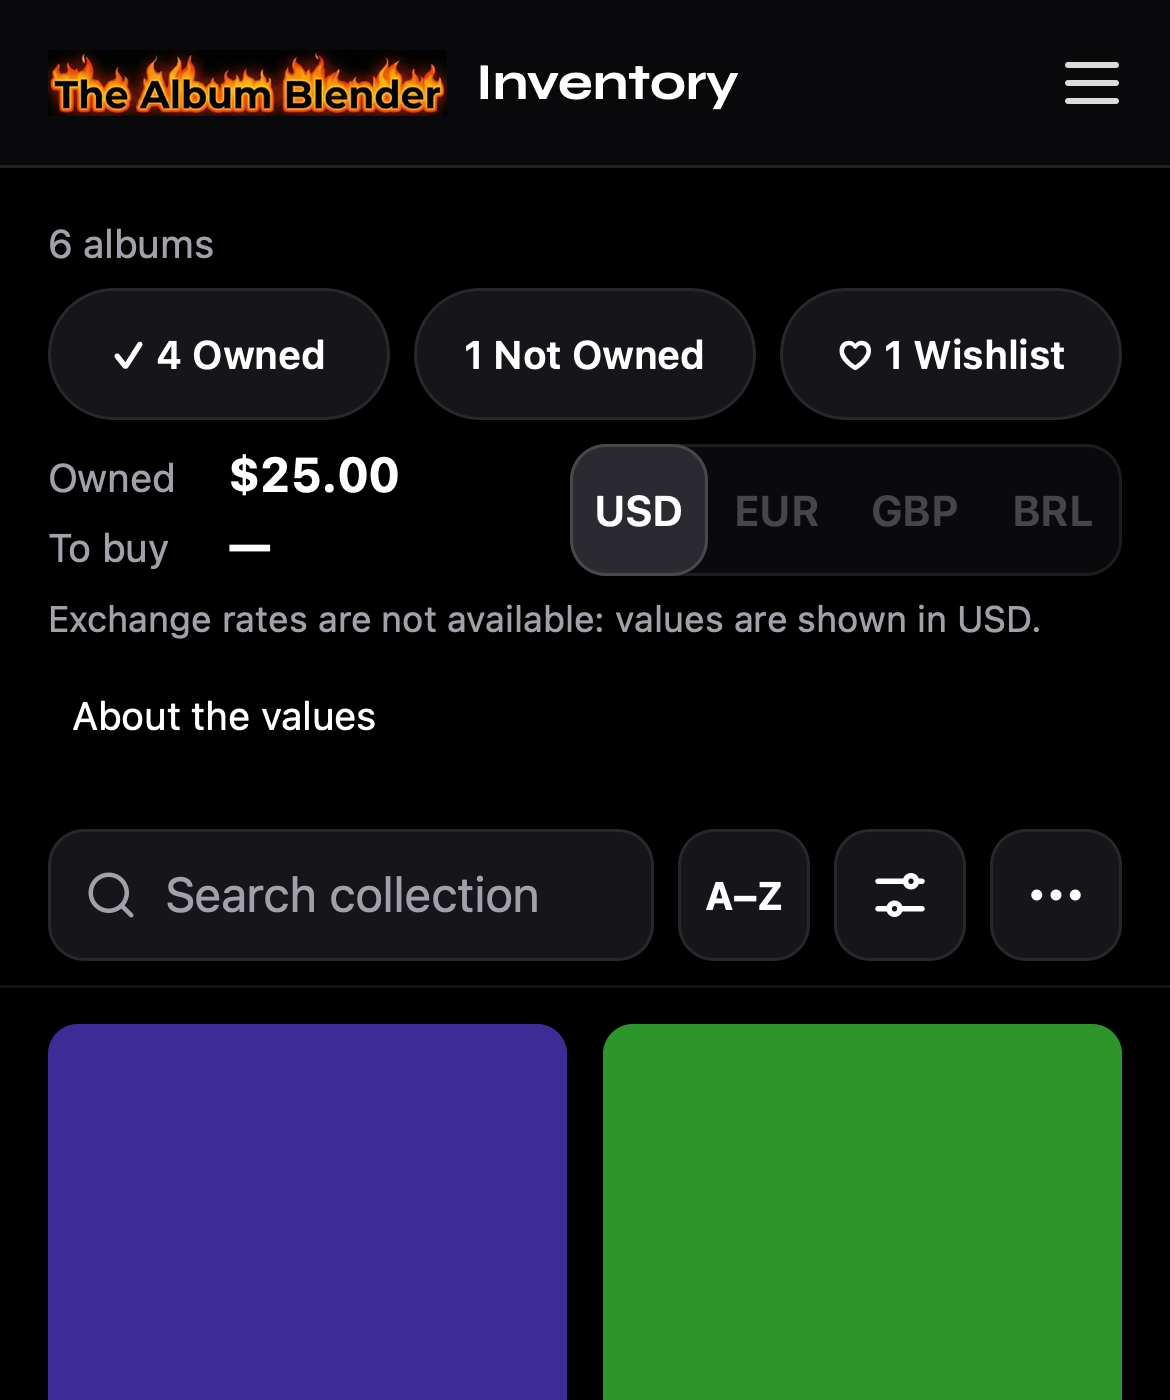 The Album Blender Inventory
6 albums
✓ 4 Owned
1 Not Owned
♡ 1 Wishlist
Owned $25.00
To buy —
USD EUR GBP BRL
Exchange rates are not available: values are shown in USD.
About the values
Search collection
A–Z